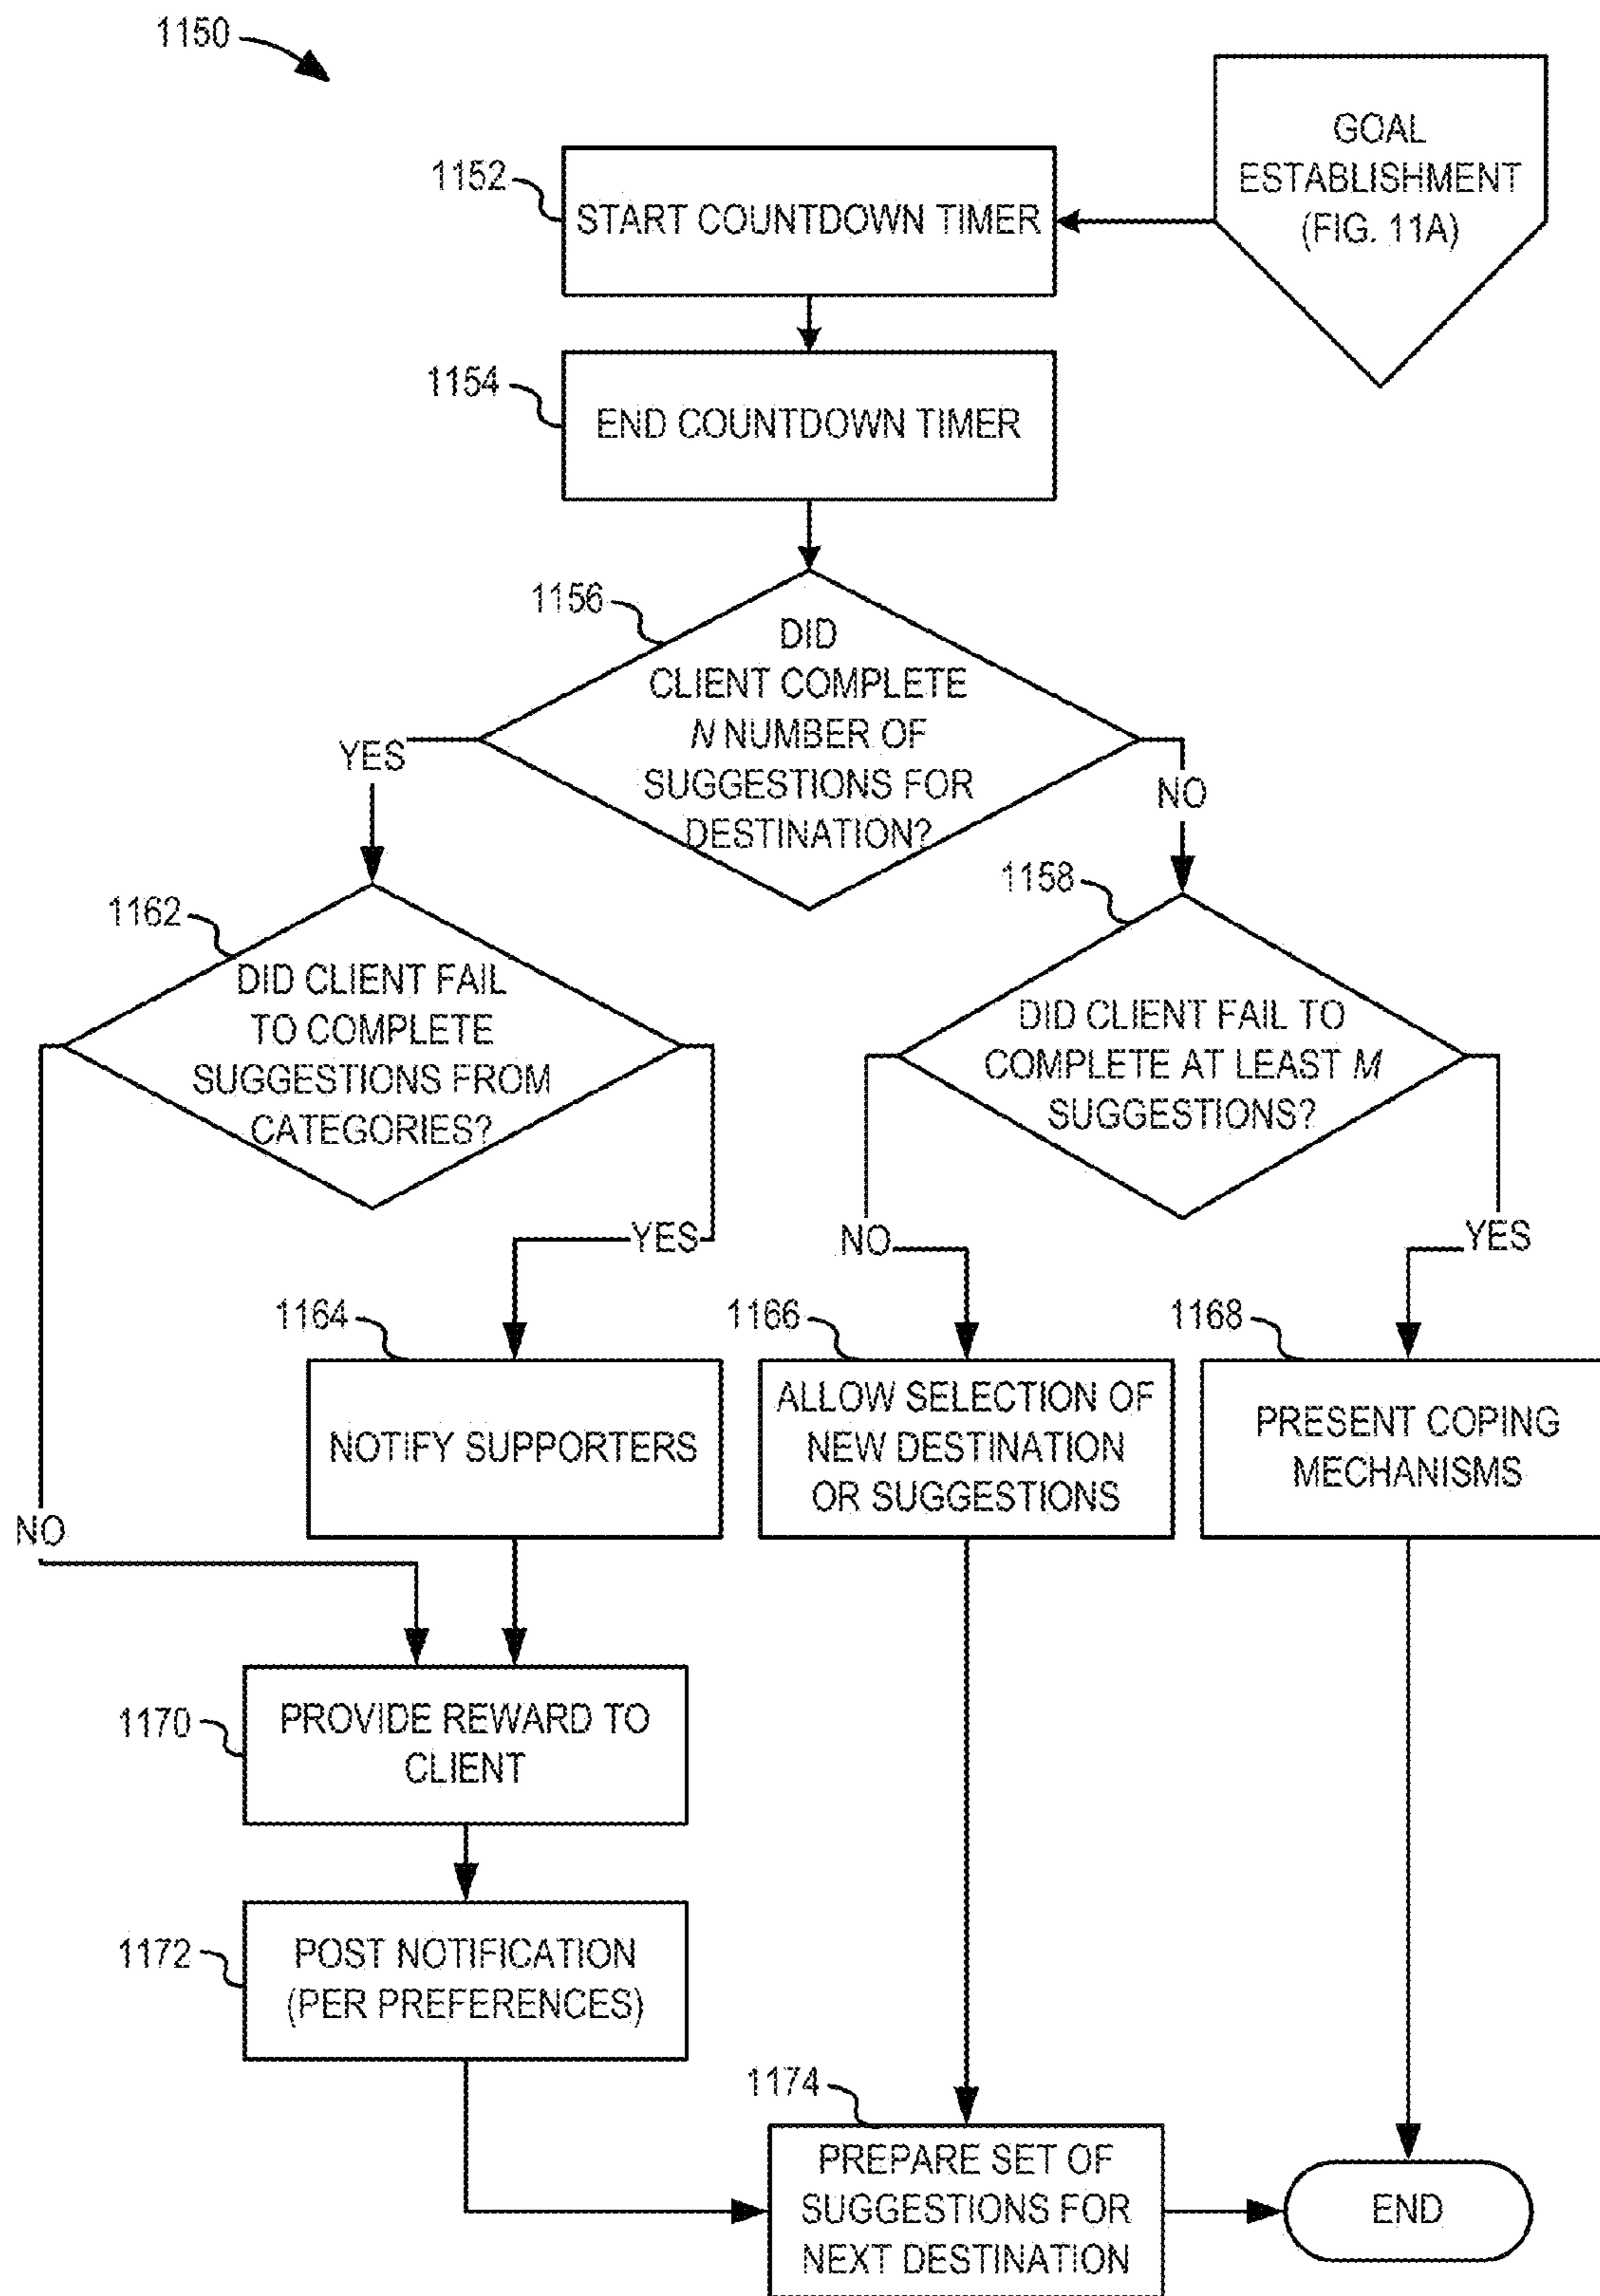 1150
GOAL
ESTABLISHMENT
(FIG. 11A)
1152
START COUNTDOWN TIMER
1154
END COUNTDOWN TIMER
1156
DID
CLIENT COMPLETE
N NUMBER OF
SUGGESTIONS FOR
DESTINATION?
YES
NO
1162
DID CLIENT FAIL
TO COMPLETE
SUGGESTIONS FROM
CATEGORIES?
1158
DID CLIENT FAIL TO
COMPLETE AT LEAST M
SUGGESTIONS?
YES
NO
YES
1164
NOTIFY SUPPORTERS
1166
ALLOW SELECTION OF
NEW DESTINATION
OR SUGGESTIONS
1168
PRESENT COPING
MECHANISMS
NO
1170
PROVIDE REWARD TO
CLIENT
1172
POST NOTIFICATION
(PER PREFERENCES)
1174
PREPARE SET OF
SUGGESTIONS FOR
NEXT DESTINATION
END